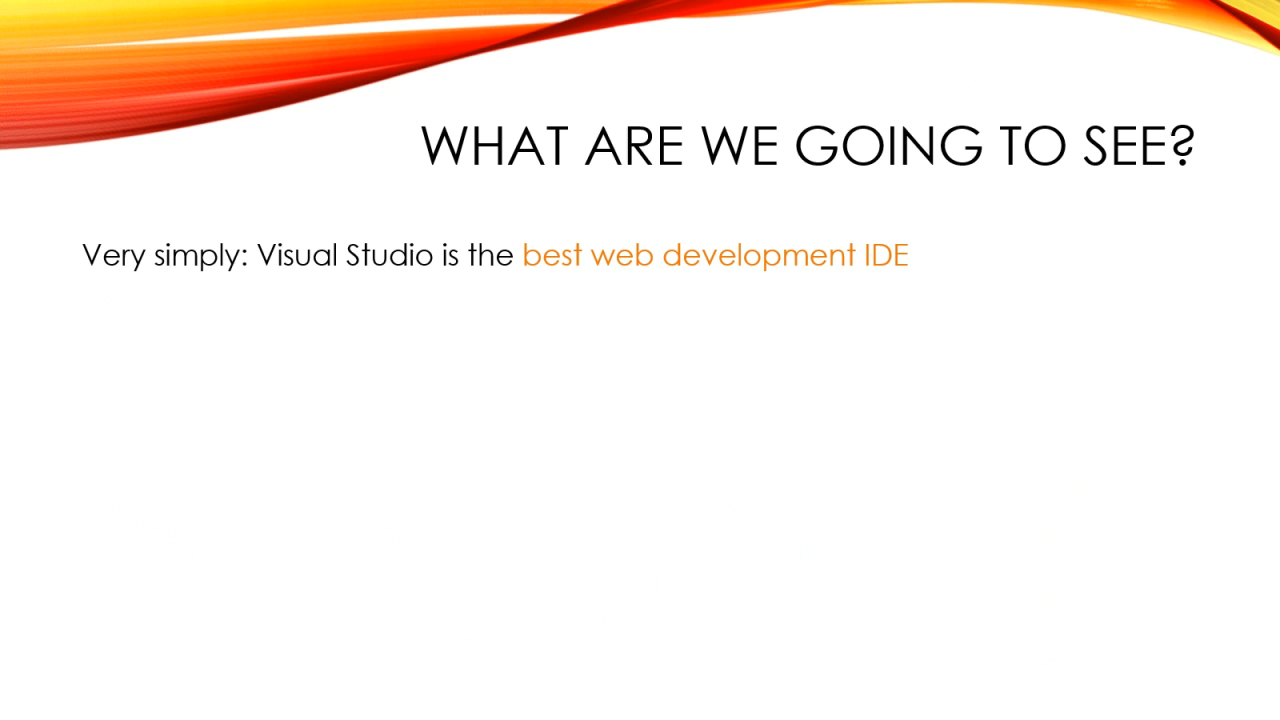 WHAT ARE WE GOING TO SEE?
Very simply: Visual Studio is the best web development IDE